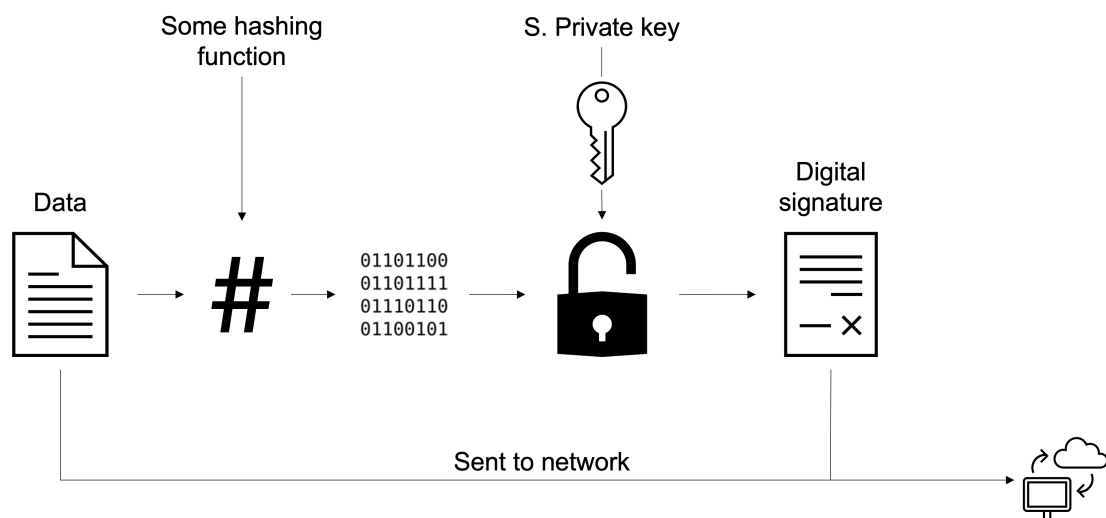 Some hashing
function
S. Private key
Data
Digital
signature
#
01101100
01101111
01110110
01100101
Sent to network